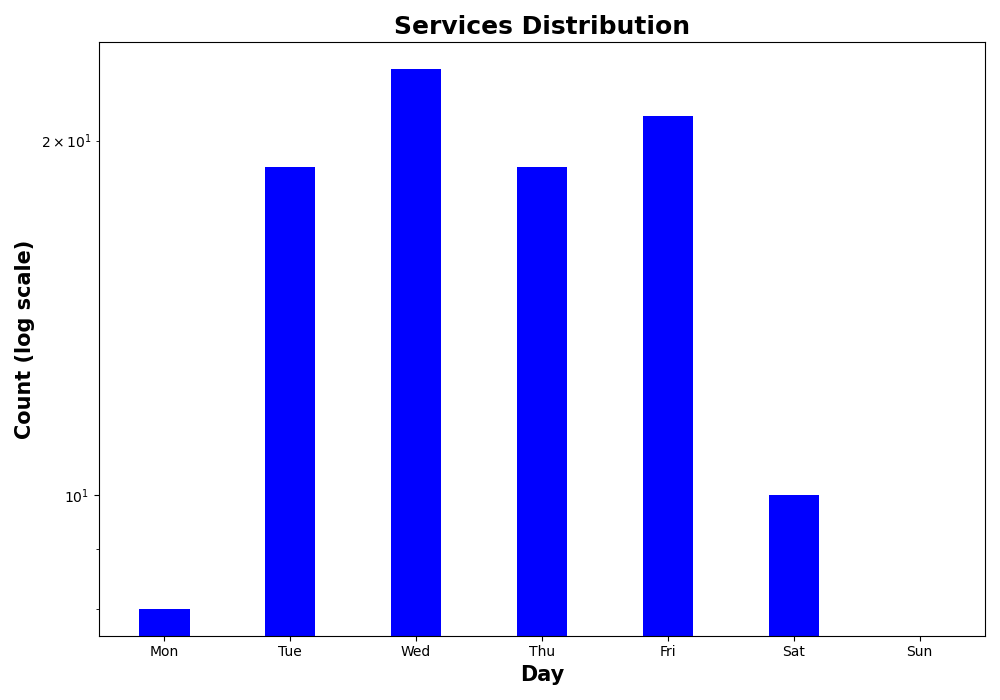 Services Distribution
Count (log scale)
2 × 10¹
10¹
Mon Tue Wed Thu Fri Sat Sun
Day